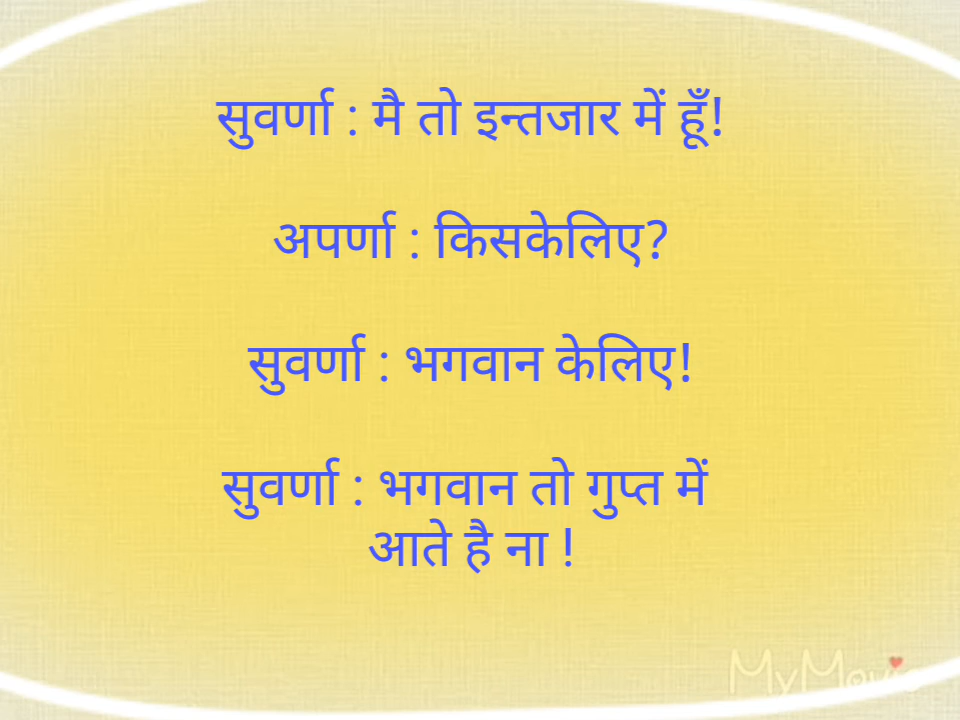 सुवर्णा : मै तो इन्तजार में हूँ!
अपर्णा : किसकेलिए?
सुवर्णा : भगवान केलिए!
सुवर्णा : भगवान तो गुप्त में
आते है ना !
MyMovie